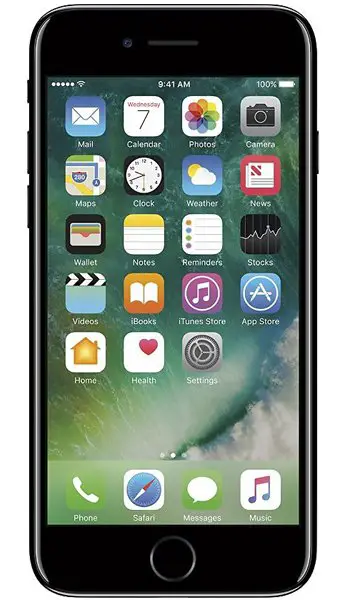 9:41 AM 100%
Wednesday
7
Mail Calendar Photos Camera
280
Maps Clock Weather News
Wallet Notes Reminders Stocks
Videos iBooks iTunes Store App Store
Home Health Settings
Phone Safari Messages Music